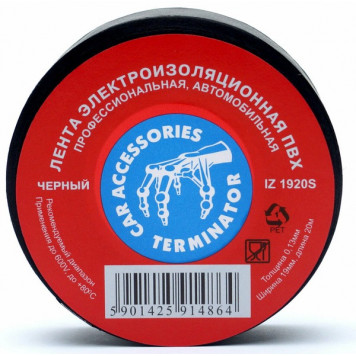 ЛЕНТА ЭЛЕКТРОИЗОЛЯЦИОННАЯ ПВХ
ПРОФЕССИОНАЛЬНАЯ, АВТОМОБИЛЬНАЯ
CAR ACCESSORIES
ЧЕРНЫЙ
IZ 1920S
TERMINATOR
PET
Рекомендуемый диапазон
Применения до 600V, до +80°C
Толщина 0,13мм
Ширина 19мм, длина 20м
5 901425 914864